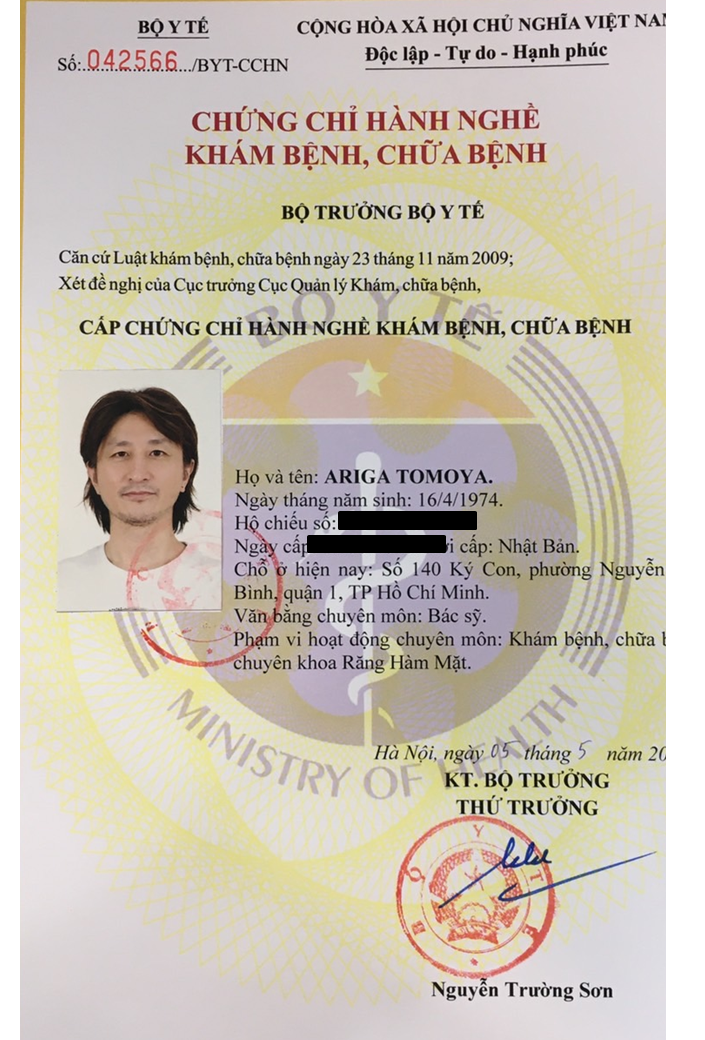 BỘ Y TẾ
CỘNG HÒA XÃ HỘI CHỦ NGHĨA VIỆT
Số: 042566 /BYT-CCHN
Độc lập - Tự do - Hạnh phúc
CHỨNG CHỈ HÀNH NGHỀ
KHÁM BỆNH, CHỮA BỆNH
BỘ TRƯỞNG BỘ Y TẾ
Căn cứ Luật khám bệnh, chữa bệnh ngày 23 tháng 11 năm 2009;
Xét đề nghị của Cục trưởng Cục Quản lý Khám, chữa bệnh,
BỘ Y TẾ
CẤP CHỨNG CHỈ HÀNH NGHỀ KHÁM BỆNH, CHỮA BỆNH
Họ và tên: ARIGA TOMOYA.
Ngày tháng năm sinh: 16/4/1974.
Hộ chiếu số:
Ngày cấp cấp: Nhật Bản.
Chỗ ở hiện nay: Số 140 Ký Con, phường Nguyễn
Bình, quận 1, TP Hồ Chí Minh.
Văn bằng chuyên môn: Bác sỹ.
Phạm vi hoạt động chuyên môn: Khám bệnh, chữa
chuyên khoa Răng Hàm Mặt.
MINISTRY OF HEALTH
Hà Nội, ngày 05 tháng 5 năm 20
KT. BỘ TRƯỞNG
THỨ TRƯỞNG
BỘ Y TẾ
Nguyễn Trường Sơn